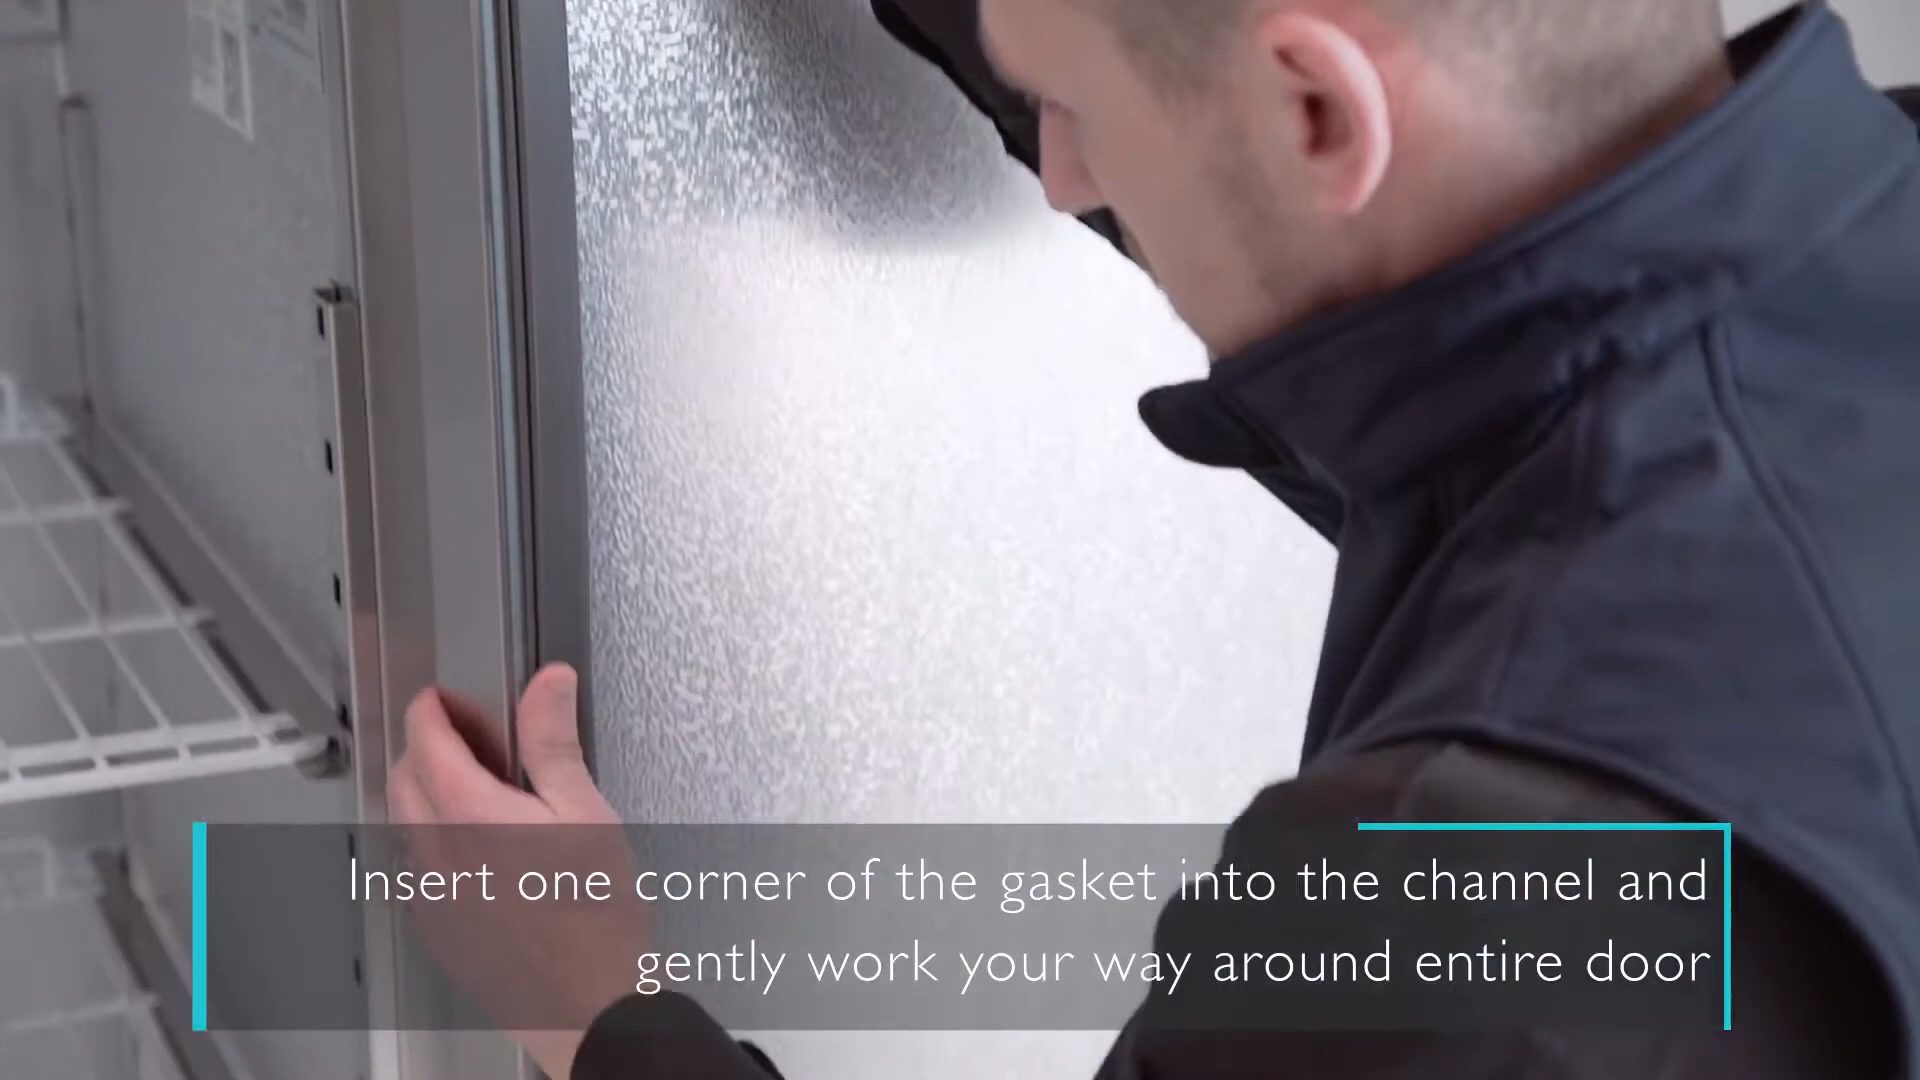 Insert one corner of the gasket into the channel and
gently work your way around entire door